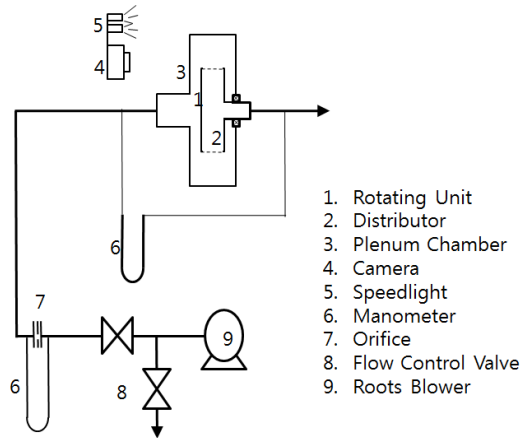 5
4
3
1
2
6
7
6
8
9
1. Rotating Unit
2. Distributor
3. Plenum Chamber
4. Camera
5. Speedlight
6. Manometer
7. Orifice
8. Flow Control Valve
9. Roots Blower